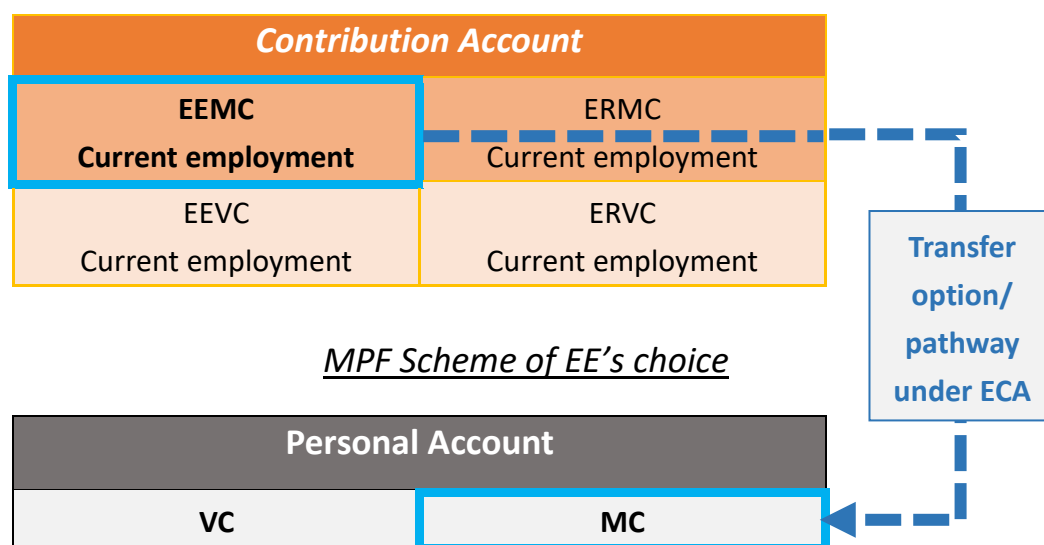 Contribution Account
EEMC
Current employment
ERMC
Current employment
EEVC
Current employment
ERVC
Current employment
Transfer
option/
pathway
under ECA
MPF Scheme of EE’s choice
Personal Account
VC
MC